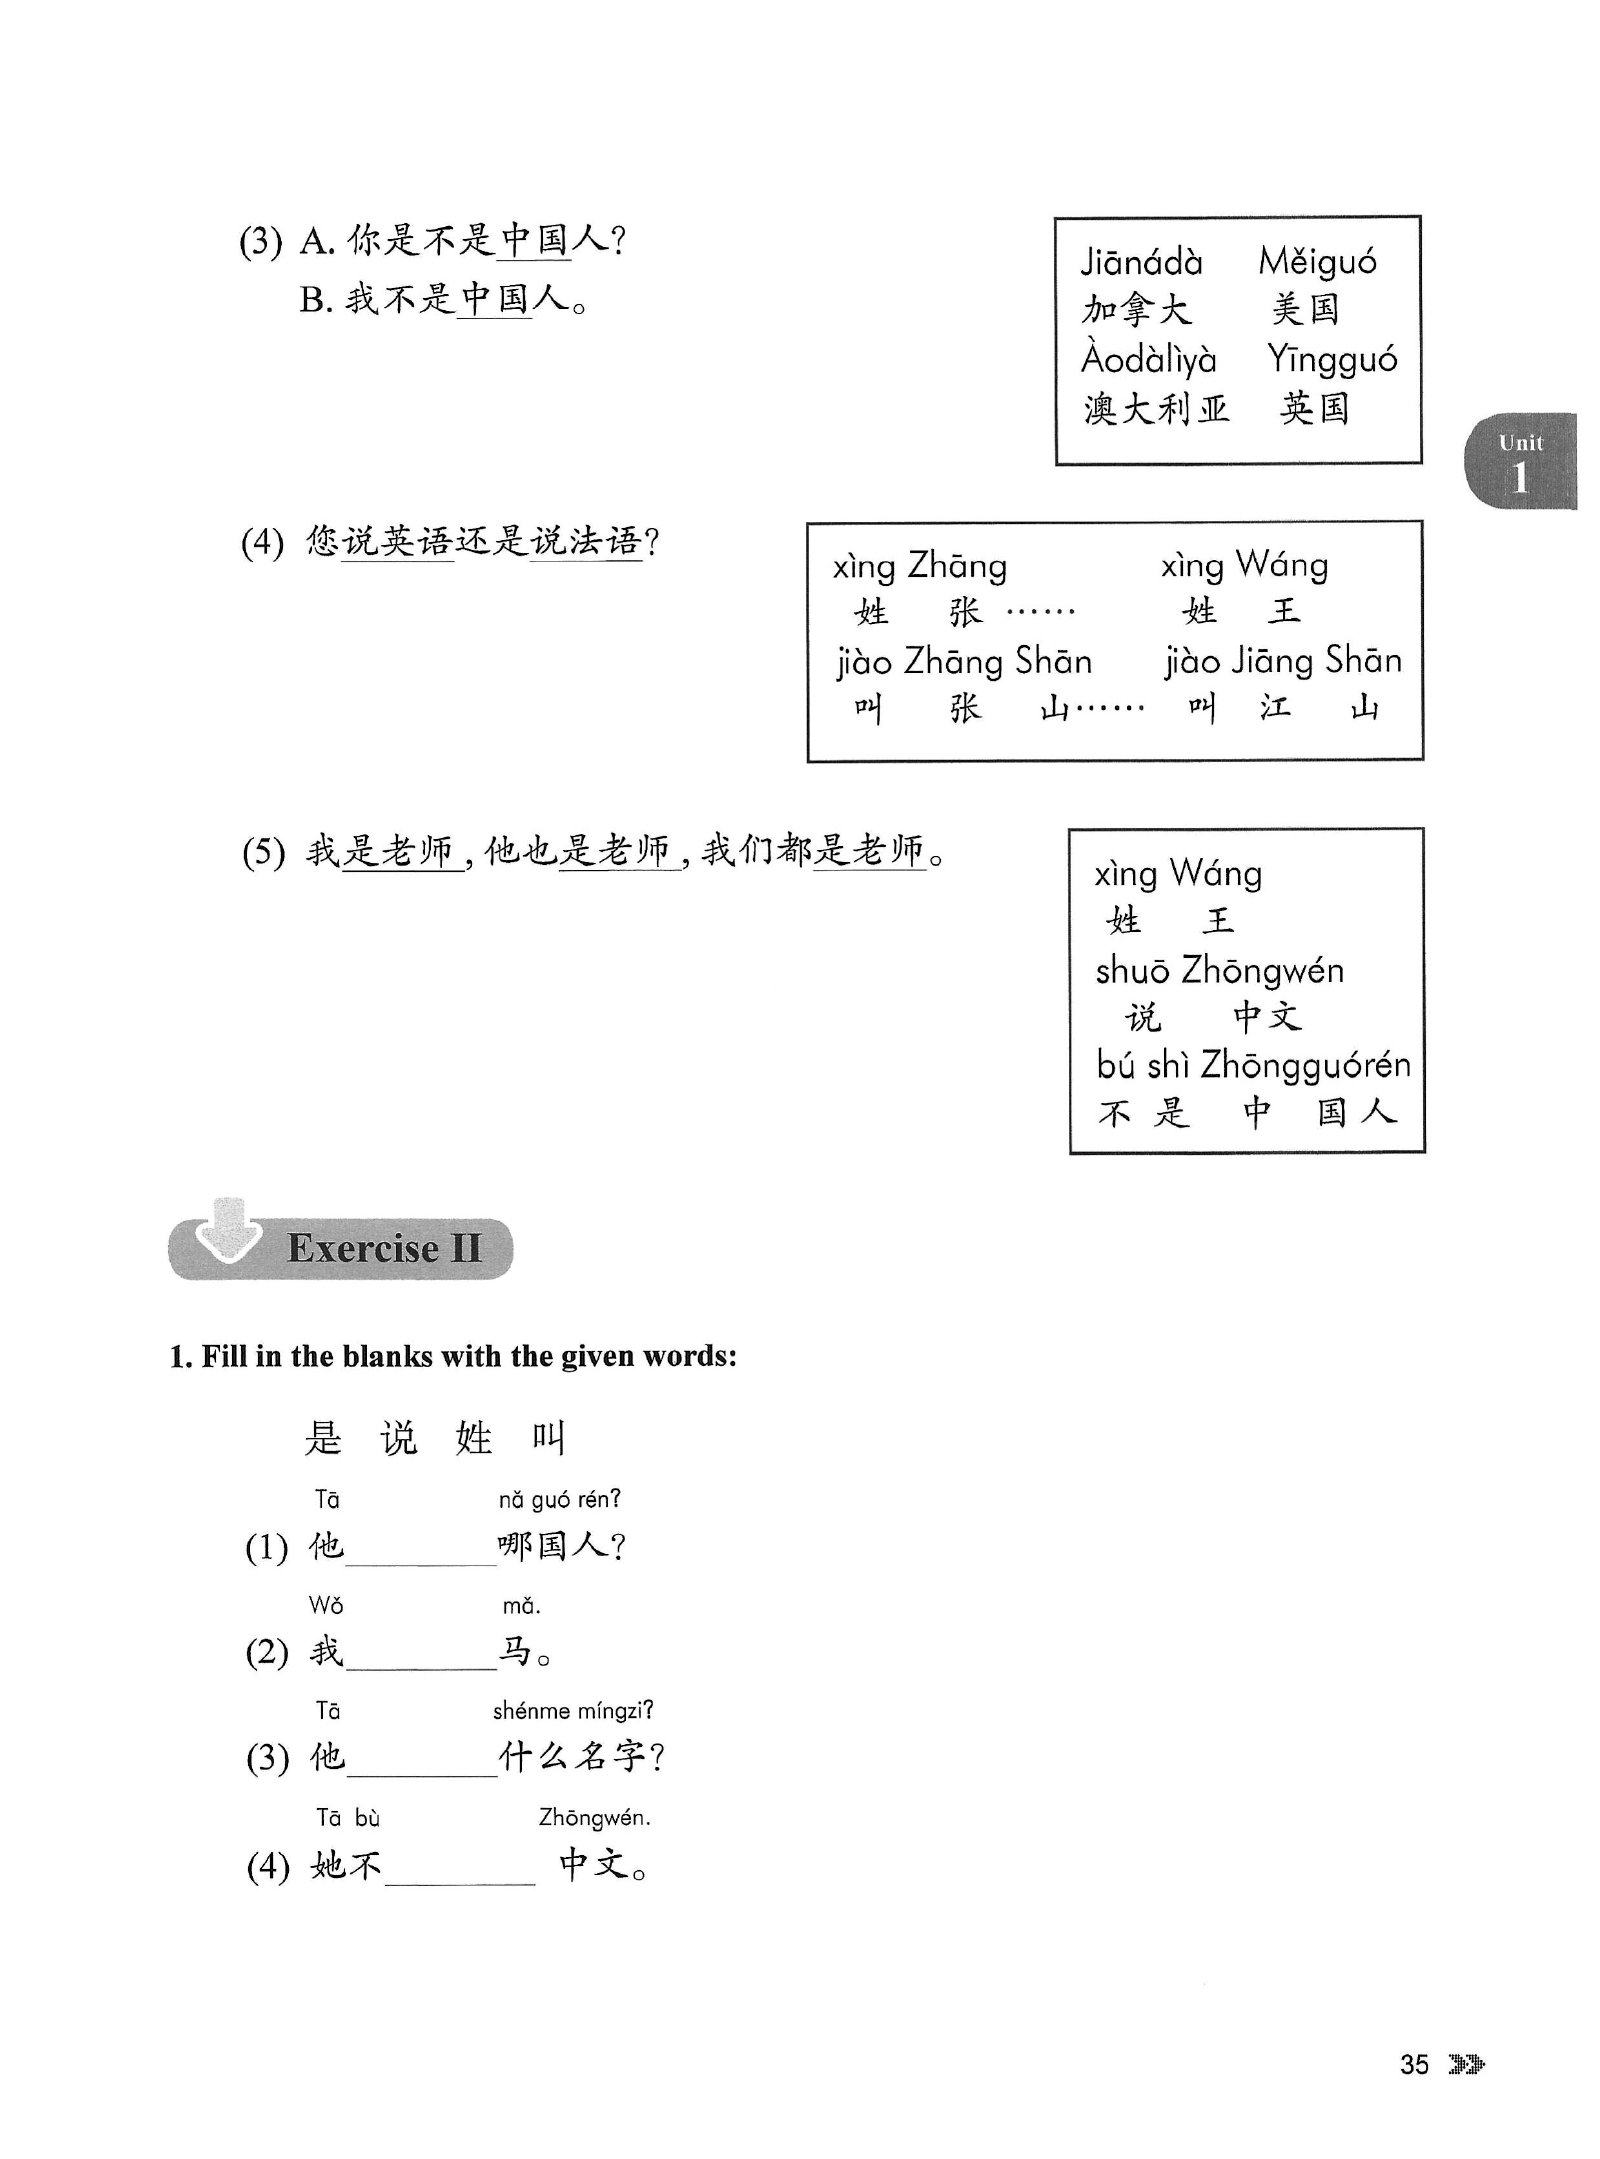 (3) A. 你是不是中国人?
B. 我不是中国人。
Jiānádà Měiguó
加拿大 美国
Àodàlìyà Yīngguó
澳大利亚 英国
Unit
1
(4) 您说英语还是说法语?
xìng Zhāng xìng Wáng
姓 张 …… 姓 王
jiào Zhāng Shān jiào Jiāng Shān
叫 张 山 …… 叫 江 山
(5) 我是老师, 他也是老师, 我们都是老师。
xìng Wáng
姓 王
shuō Zhōngwén
说 中文
bú shì Zhōngguórén
不 是 中 国 人
Exercise II
1. Fill in the blanks with the given words:
是 说 姓 叫
Tā nǎ guó rén?
(1) 他________哪国人?
Wǒ mǎ.
(2) 我________马。
Tā shénme míngzi?
(3) 他________什么名字?
Tā bù Zhōngwén.
(4) 她不________ 中文。
35